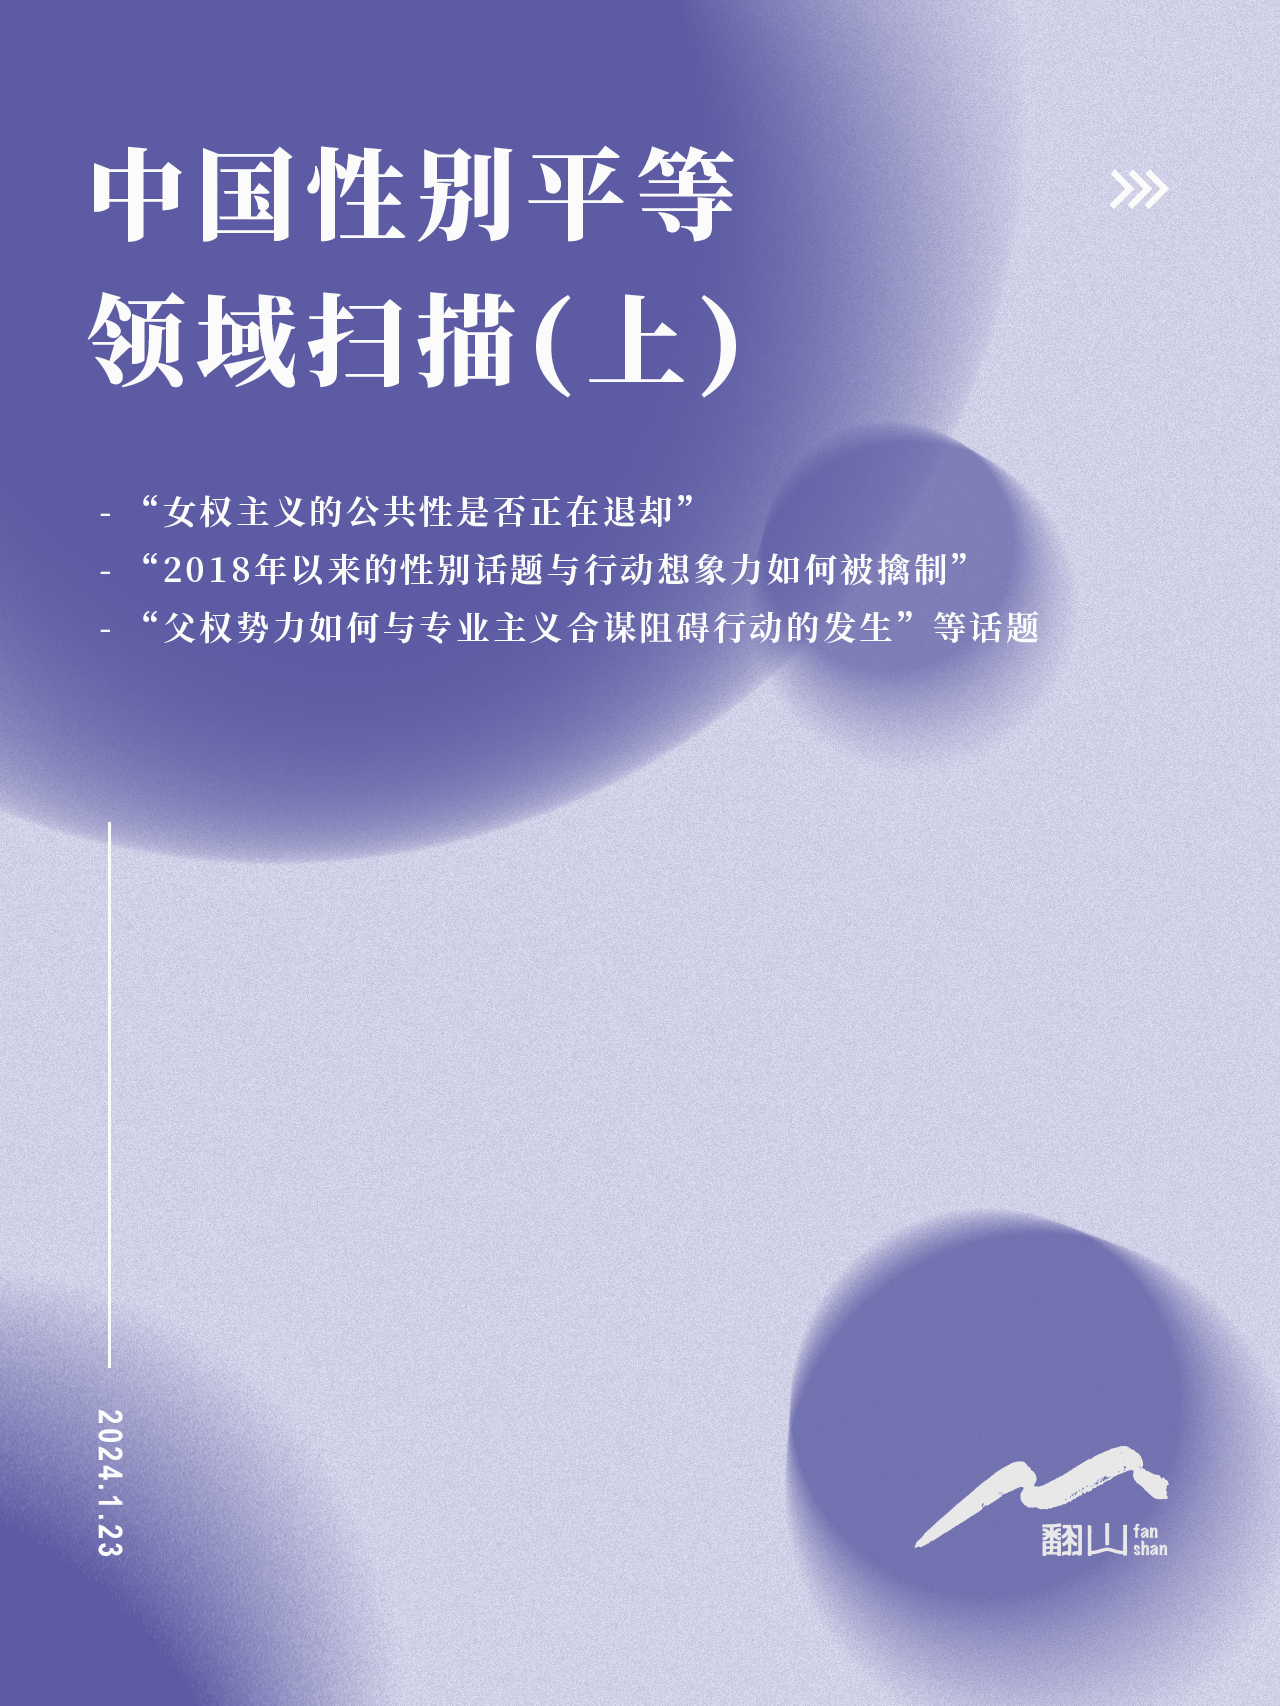 中国性别平等
领域扫描(上)
- “女权主义的公共性是否正在退却”
- “2018年以来的性别话题与行动想象力如何被擒制”
- “父权势力如何与专业主义合谋阻碍行动的发生”等话题
2024.1.23
翻山
fan
shan